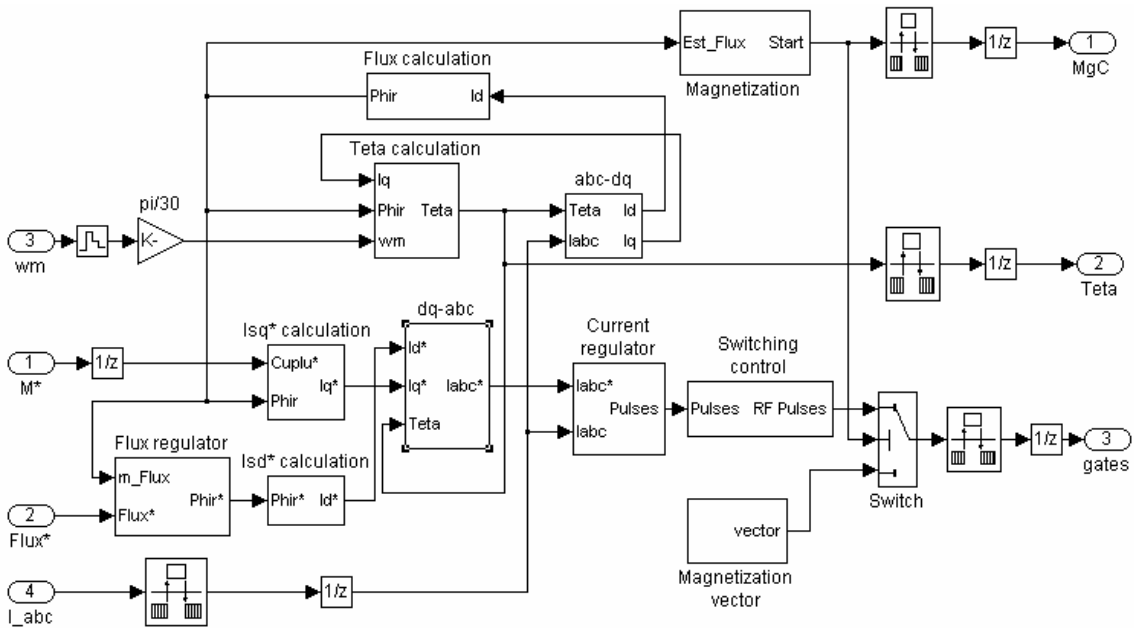 Est_Flux Start
Magnetization
1/z
1
MgC
Flux calculation
Phir Id
Teta calculation
Iq
Phir Teta
wm
abc-dq
Teta Id
Iabc Iq
pi/30
K-
3
wm
1/z
2
Teta
dq-abc
Id*
Iq* Iabc*
Teta
Isq* calculation
Cuplu*
Iq*
Phir
1
M*
1/z
Current
regulator
Iabc*
Pulses
Iabc
Switching
control
Pulses RF Pulses
Flux regulator
m_Flux
Phir*
Flux*
Isd* calculation
Phir* Id*
2
Flux*
Switch
1/z
3
gates
vector
Magnetization
vector
4
I_abc
1/z